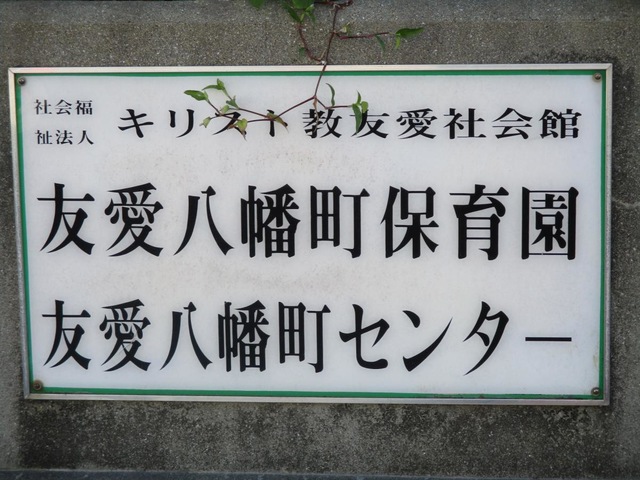 社会福祉法人 キリスト教友愛社会館
友愛八幡町保育園
友愛八幡町センター